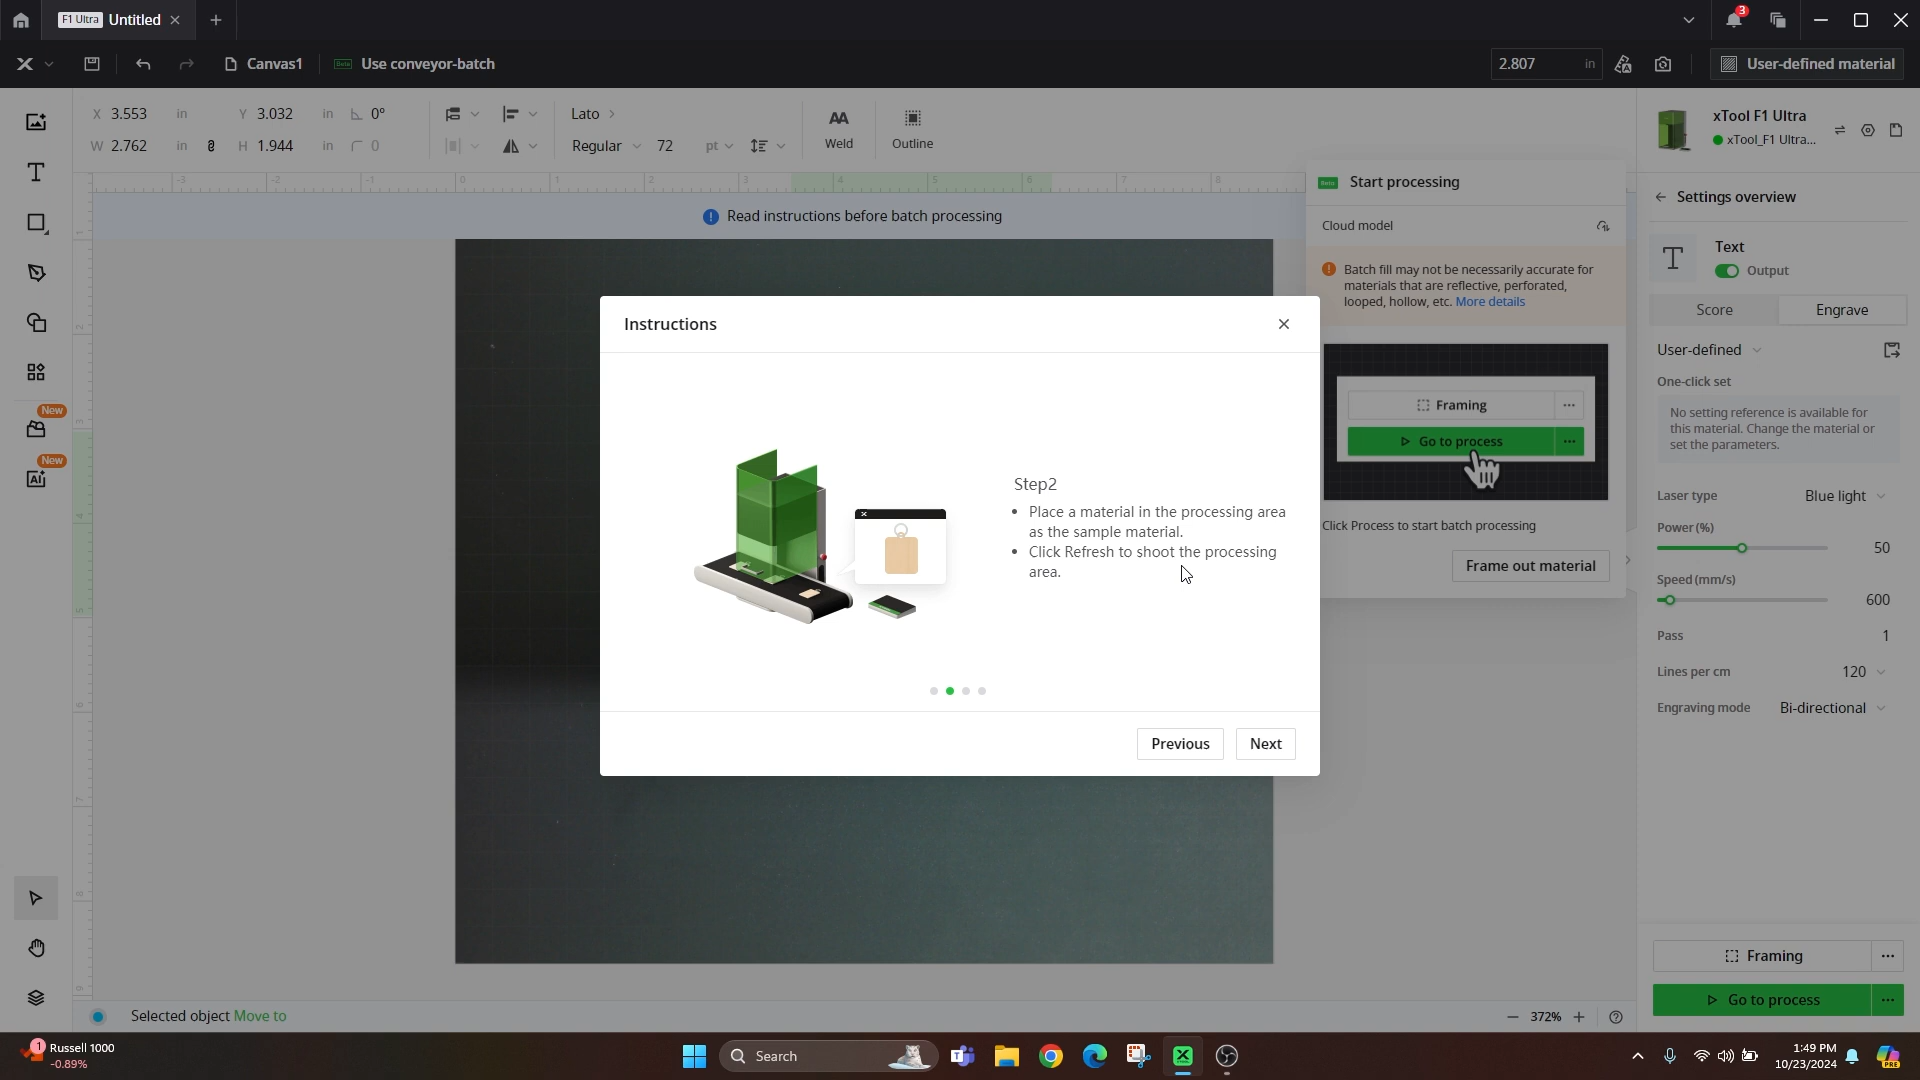 F1 Ultra Untitled
3
Canvas1
Beta Use conveyor-batch
2.807 in
User-defined material
X 3.553 in Y 3.032 in 0°
W 2.762 in H 1.944 in 0
Lato
Regular 72 pt
AA
Weld
Outline
xTool F1 Ultra
xTool_F1 Ultra...
Read instructions before batch processing
Beta Start processing
Cloud model
Batch fill may not be necessarily accurate for
materials that are reflective, perforated,
looped, hollow, etc. More details
Framing
Go to process
Click Process to start batch processing
Frame out material
Instructions
Step2
Place a material in the processing area
as the sample material.
Click Refresh to shoot the processing
area.
Previous
Next
Settings overview
Text
Output
Score
Engrave
User-defined
One-click set
No setting reference is available for
this material. Change the material or
set the parameters.
Laser type Blue light
Power(%)
50
Speed(mm/s)
600
Pass 1
Lines per cm 120
Engraving mode Bi-directional
Framing
Go to process
New
New
Selected object Move to
372%
1
Russell 1000
-0.89%
Search
1:49 PM
10/23/2024
PRE